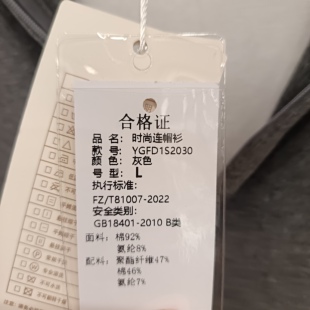 合格证
品 名: 时尚连帽衫
款 号: YGFD1S2030
颜 色: 灰色
号 型: L
执行标准:
FZ/T81007-2022
安全类别:
GB18401-2010 B类
面料: 棉92%
氨纶8%
配料: 聚酯纤维47%
棉46%
氨纶7%